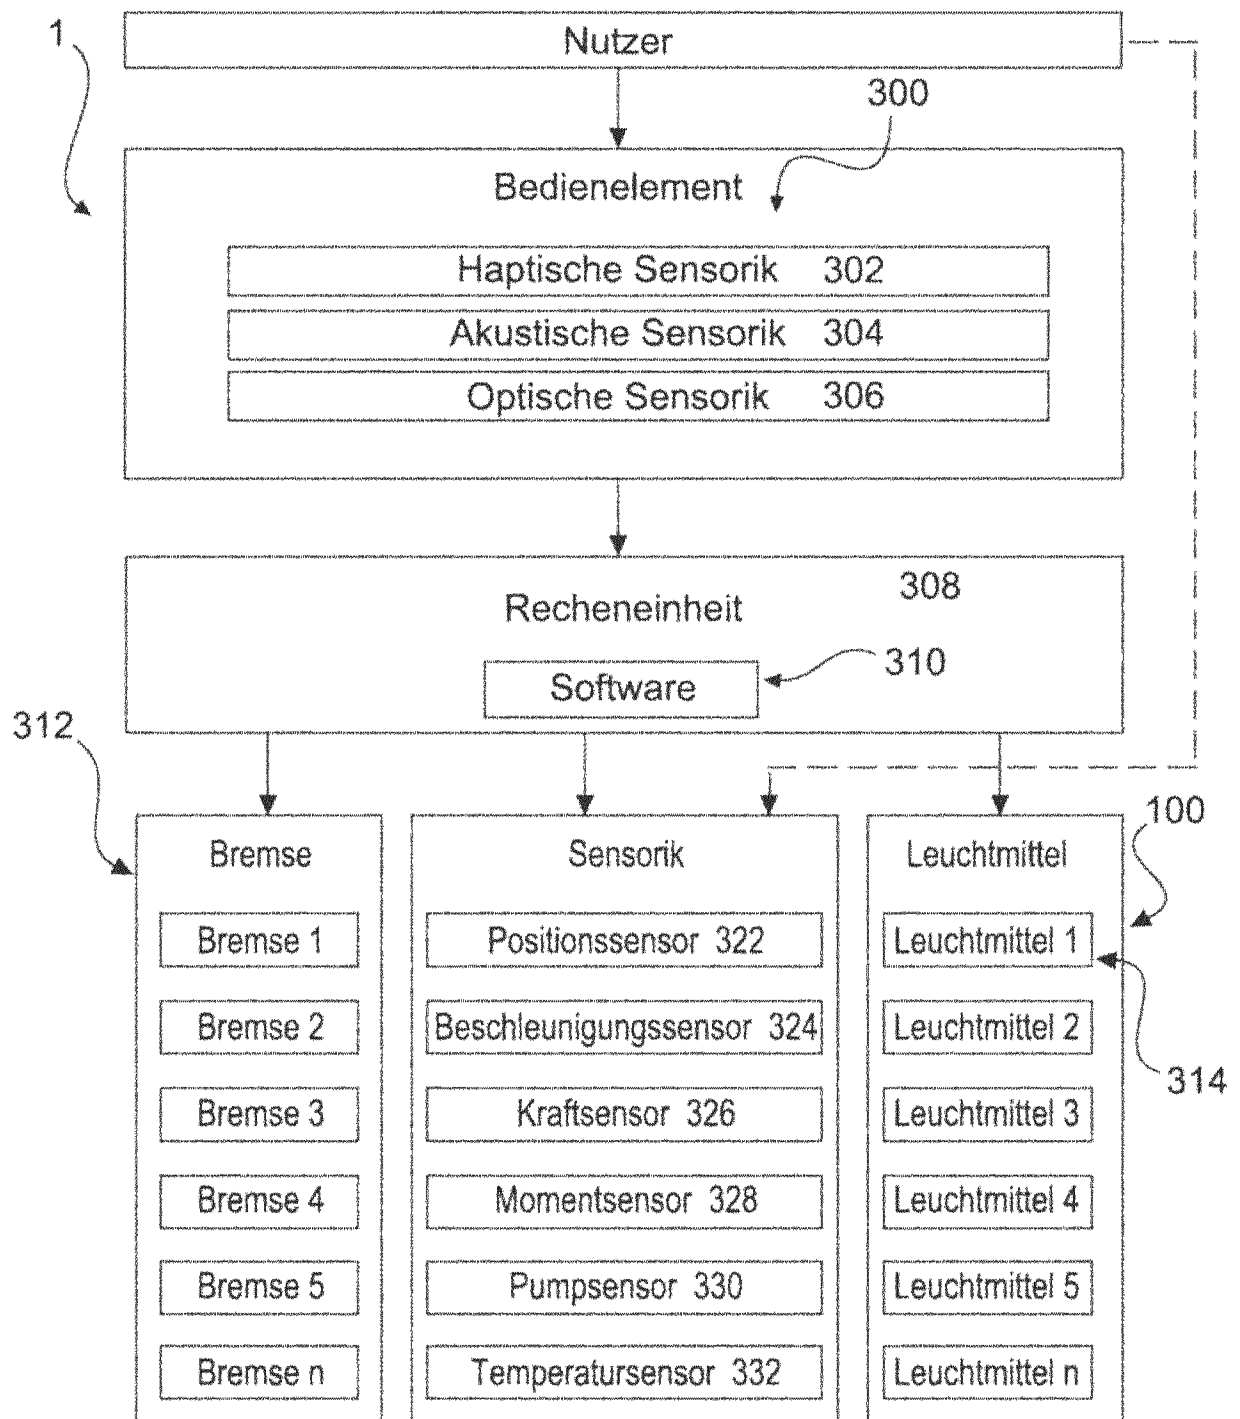 1
Nutzer
300
Bedienelement
Haptische Sensorik 302
Akustische Sensorik 304
Optische Sensorik 306
308
Recheneinheit
310
Software
312
100
Bremse
Bremse 1
Bremse 2
Bremse 3
Bremse 4
Bremse 5
Bremse n
Sensorik
Positionssensor 322
Beschleunigungssensor 324
Kraftsensor 326
Momentsensor 328
Pumpsensor 330
Temperatursensor 332
Leuchtmittel
Leuchtmittel 1
Leuchtmittel 2
314
Leuchtmittel 3
Leuchtmittel 4
Leuchtmittel 5
Leuchtmittel n